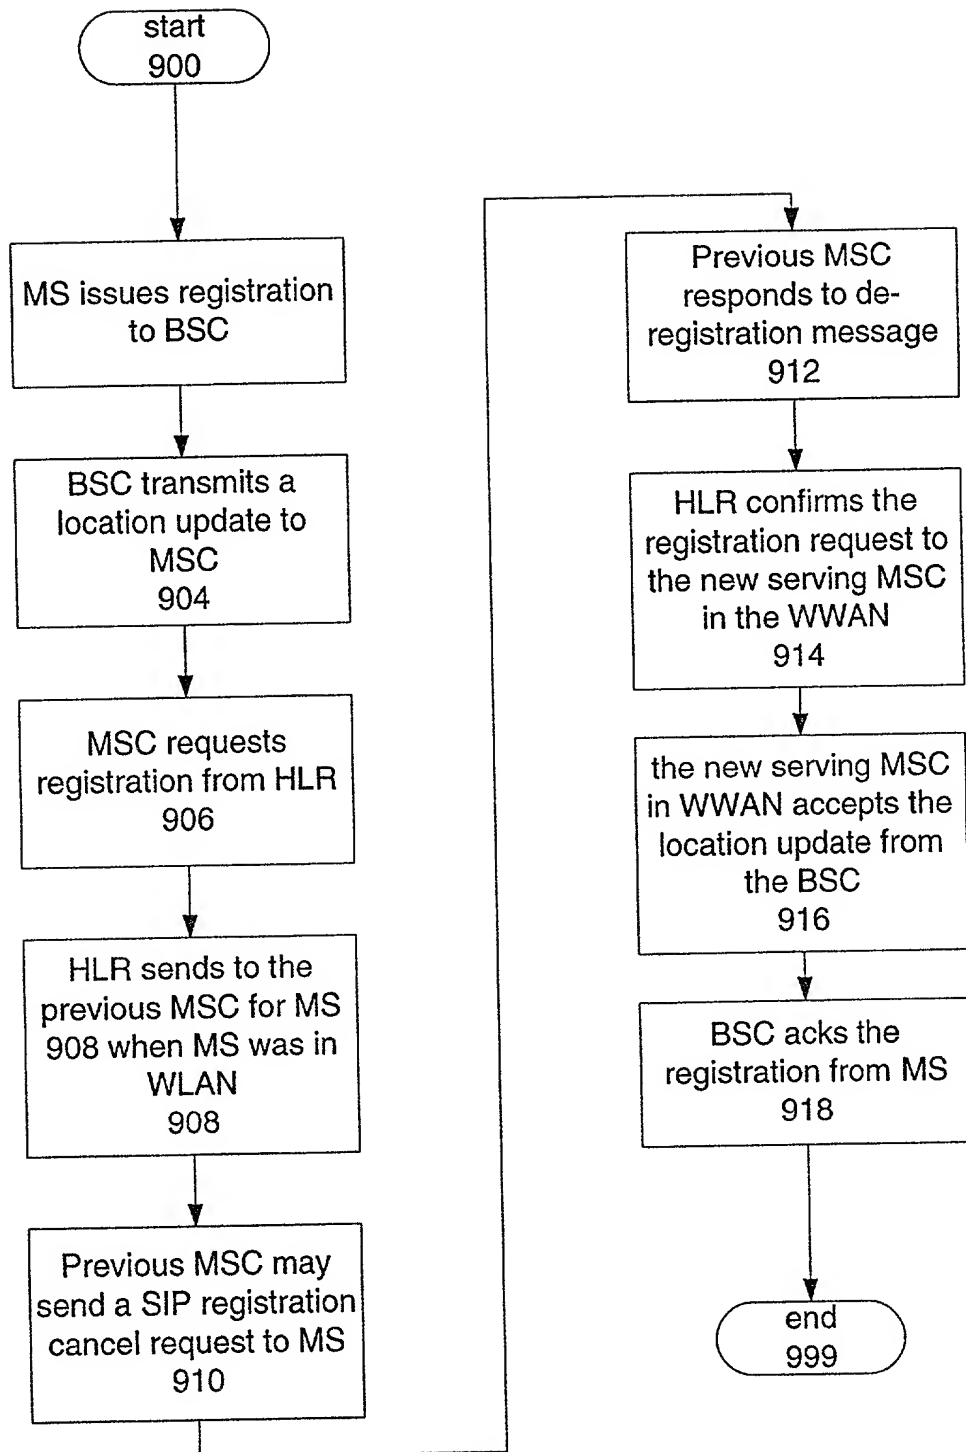 start
900
MS issues registration
to BSC
BSC transmits a
location update to
MSC
904
MSC requests
registration from HLR
906
HLR sends to the
previous MSC for MS
908 when MS was in
WLAN
908
Previous MSC may
send a SIP registration
cancel request to MS
910
Previous MSC
responds to de-
registration message
912
HLR confirms the
registration request to
the new serving MSC
in the WWAN
914
the new serving MSC
in WWAN accepts the
location update from
the BSC
916
BSC acks the
registration from MS
918
end
999